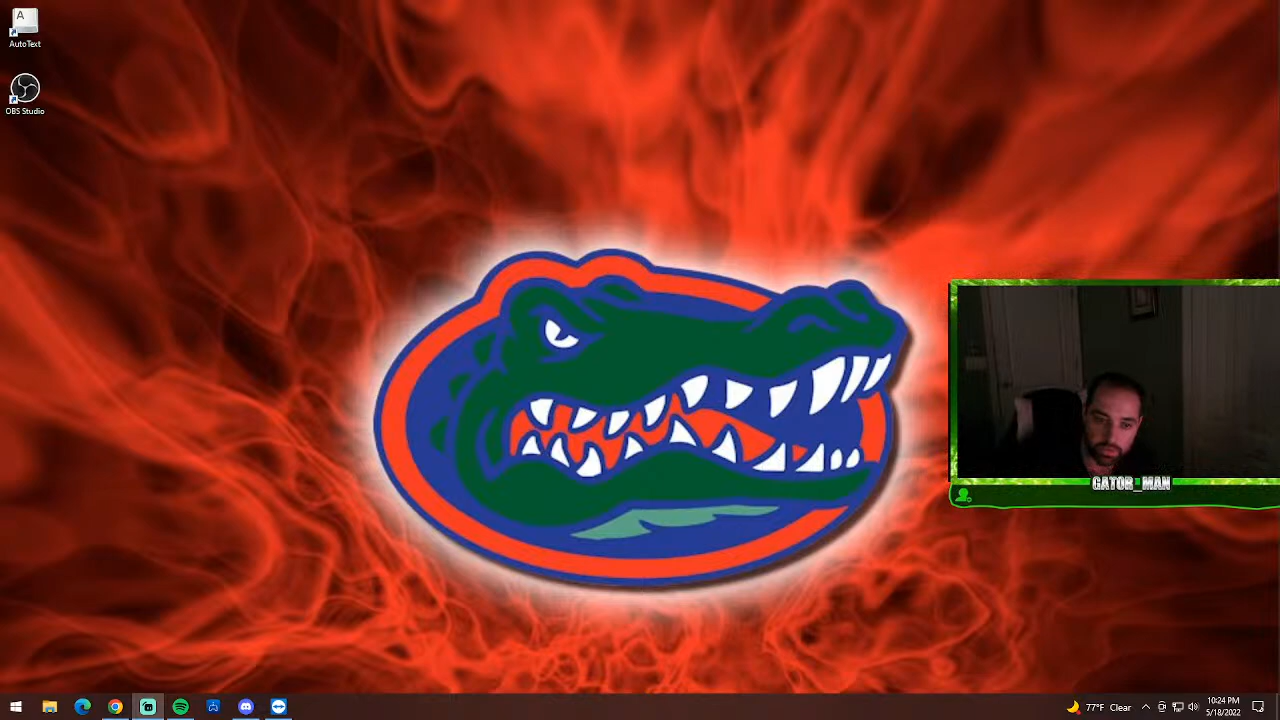 AutoText
OBS Studio
GATOR_MAN
77°F Clear
10:24 PM
5/18/2022